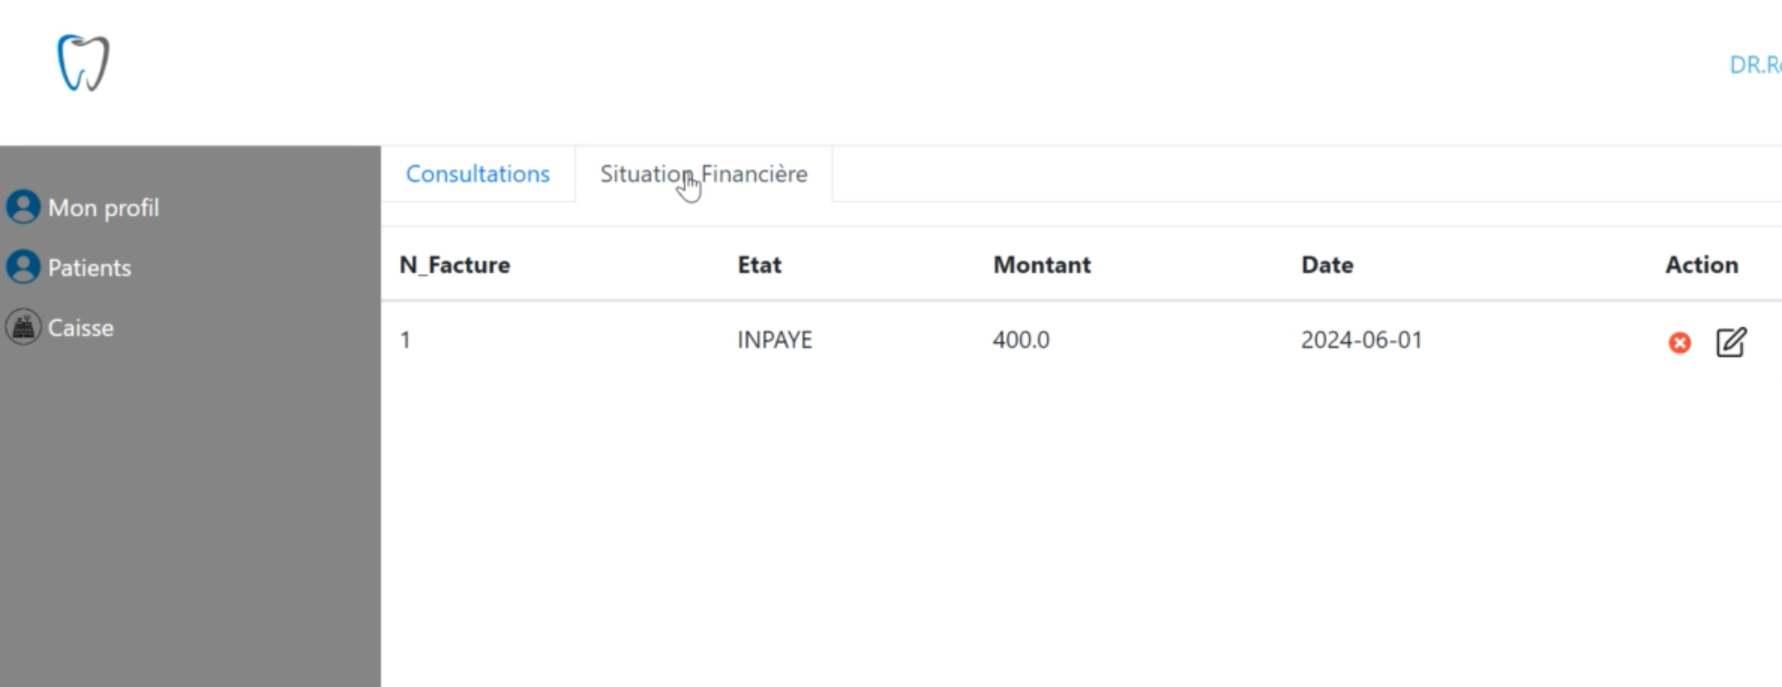 DR.R
Mon profil
Patients
Caisse
Consultations Situation Financière
N_Facture Etat Montant Date Action
1 INPAYE 400.0 2024-06-01